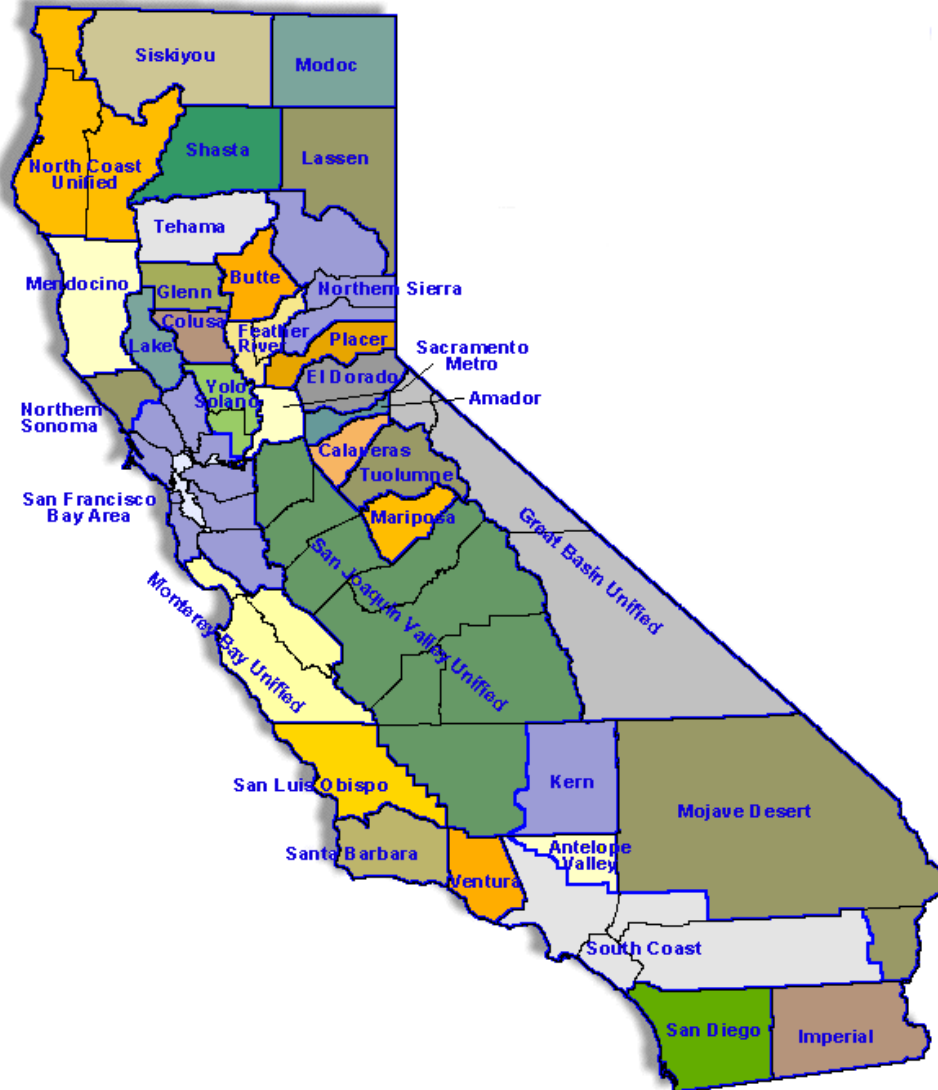 Siskiyou
Modoc
Shasta
Lassen
North Coast
Unified
Tehama
Mendocino
Glenn
Butte
Northern Sierra
Colusa
Feather
River
Lake
Placer
Sacramento
Metro
El Dorado
Yolo
Solano
Amador
Northern
Sonoma
Calaveras
Tuolumne
San Francisco
Bay Area
Mariposa
Great Basin Unified
San Joaquin Valley Unified
Monterey Bay Unified
San Luis Obispo
Kern
Mojave Desert
Santa Barbara
Antelope
Valley
Ventura
South Coast
San Diego
Imperial